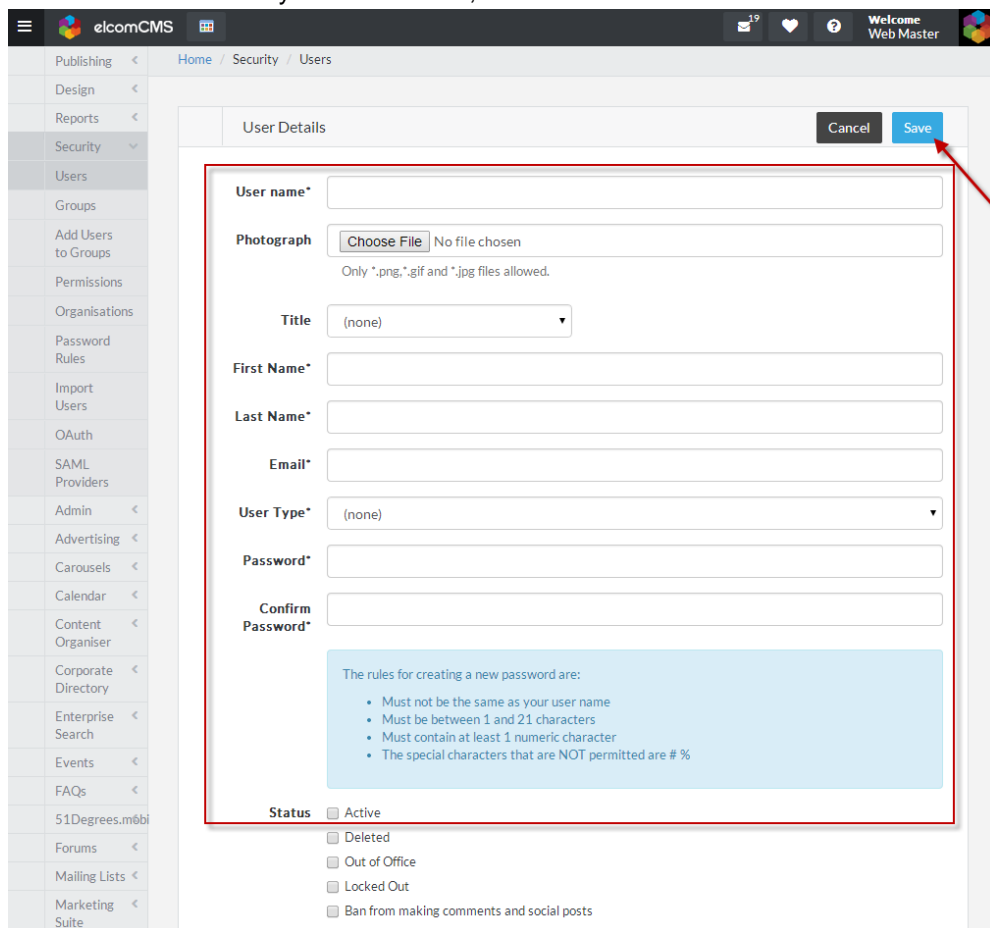 elcomCMS
19
Welcome
Web Master
Publishing
Design
Reports
Security
Users
Groups
Add Users
to Groups
Permissions
Organisations
Password
Rules
Import
Users
OAuth
SAML
Providers
Admin
Advertising
Carousels
Calendar
Content
Organiser
Corporate
Directory
Enterprise
Search
Events
FAQs
51Degrees.mobi
Forums
Mailing Lists
Marketing
Suite
Home / Security / Users
User Details
Cancel
Save
User name*
Photograph
Choose File No file chosen
Only *.png,*.gif and *.jpg files allowed.
Title
(none)
First Name*
Last Name*
Email*
User Type*
(none)
Password*
Confirm
Password*
The rules for creating a new password are:
• Must not be the same as your user name
• Must be between 1 and 21 characters
• Must contain at least 1 numeric character
• The special characters that are NOT permitted are # %
Status
Active
Deleted
Out of Office
Locked Out
Ban from making comments and social posts